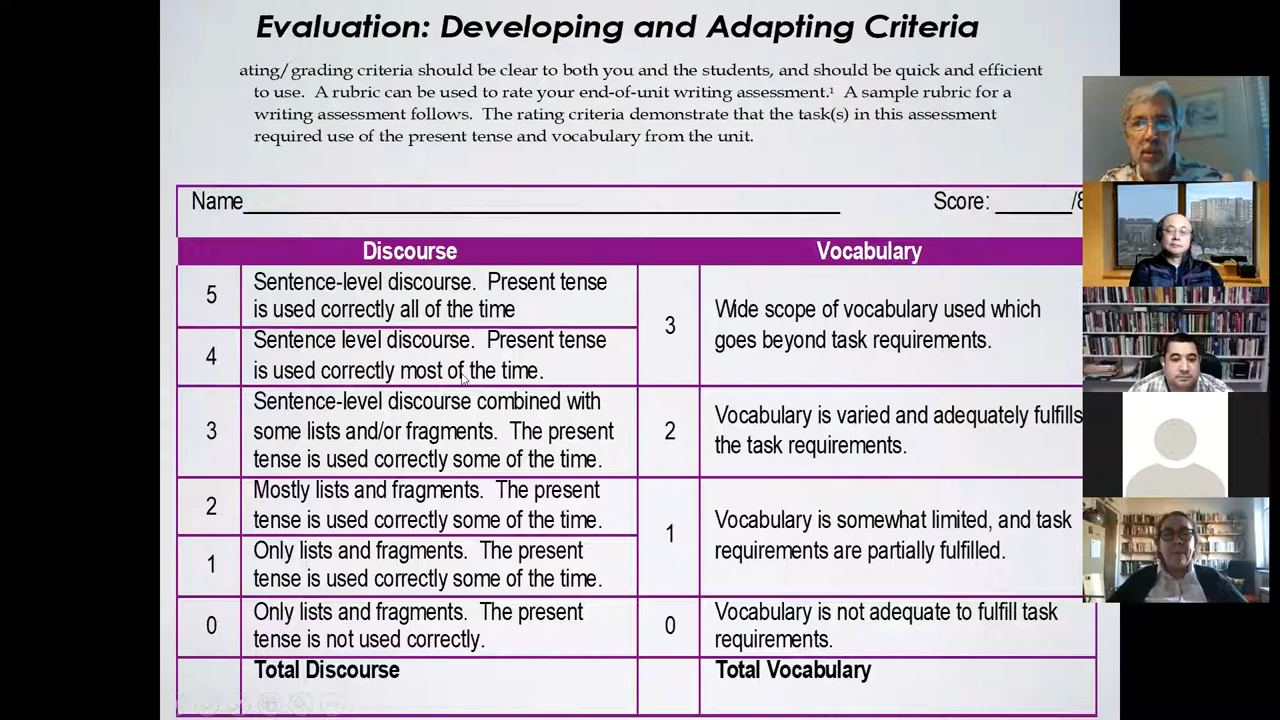 Evaluation: Developing and Adapting Criteria
ating/grading criteria should be clear to both you and the students, and should be quick and efficient
to use. A rubric can be used to rate your end-of-unit writing assessment.¹ A sample rubric for a
writing assessment follows. The rating criteria demonstrate that the task(s) in this assessment
required use of the present tense and vocabulary from the unit.
Name____________________ Score: ______/8
Discourse
Vocabulary
5
Sentence-level discourse. Present tense
is used correctly all of the time
4
Sentence level discourse. Present tense
is used correctly most of the time.
3
Sentence-level discourse combined with
some lists and/or fragments. The present
tense is used correctly some of the time.
2
Mostly lists and fragments. The present
tense is used correctly some of the time.
1
Only lists and fragments. The present
tense is used correctly some of the time.
0
Only lists and fragments. The present
tense is not used correctly.
Total Discourse
3
Wide scope of vocabulary used which
goes beyond task requirements.
2
Vocabulary is varied and adequately fulfills
the task requirements.
1
Vocabulary is somewhat limited, and task
requirements are partially fulfilled.
0
Vocabulary is not adequate to fulfill task
requirements.
Total Vocabulary